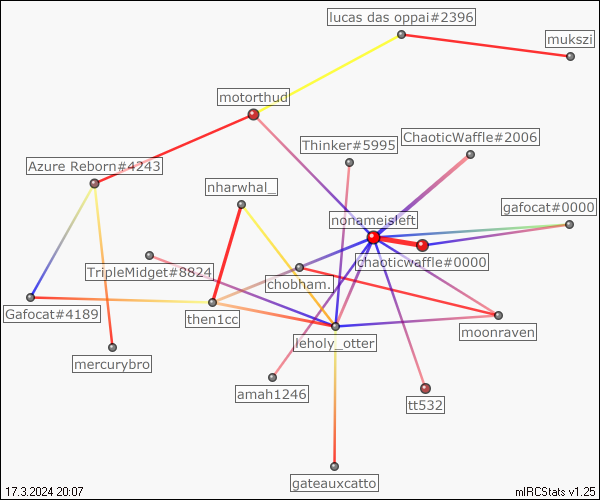 lucas das oppai#2396
mukszi
motorthud
ChaoticWaffle#2006
Thinker#5995
Azure Reborn#4243
nharwhal_
gafocat#0000
nonameisleft
chaoticwaffle#0000
TripleMidget#8824
chobham.
Gafocat#4189
then1cc
moonraven
leholy_otter
mercurybro
amah1246
tt532
gateauxcatto
17.3.2024 20:07
mIRCStats v1.25